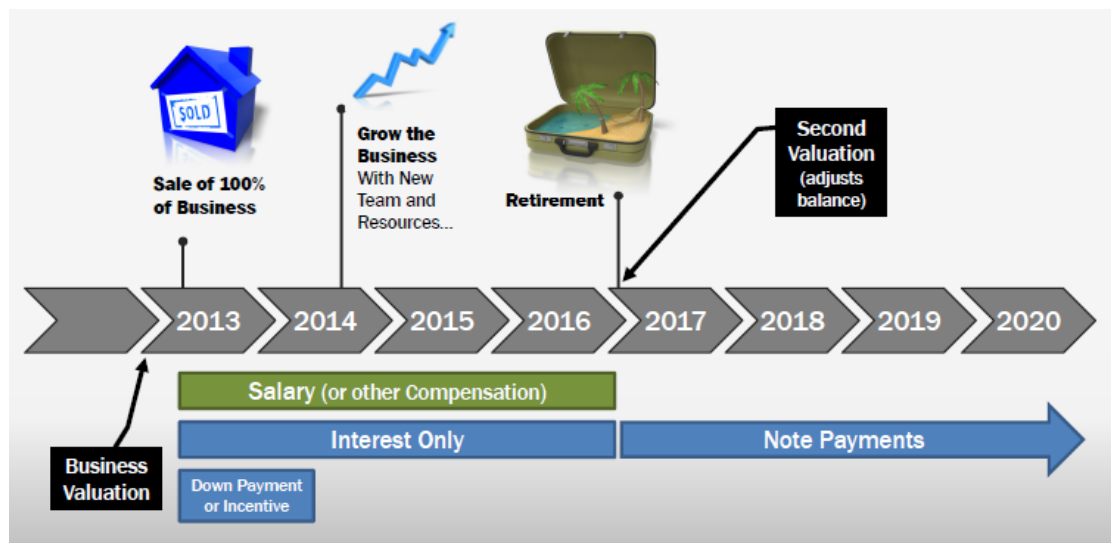 SOLD
Sale of 100%
of Business
Grow the
Business
With New
Team and
Resources...
Retirement
Second
Valuation
(adjusts
balance)
2013
2014
2015
2016
2017
2018
2019
2020
Salary (or other Compensation)
Interest Only
Note Payments
Business
Valuation
Down Payment
or Incentive